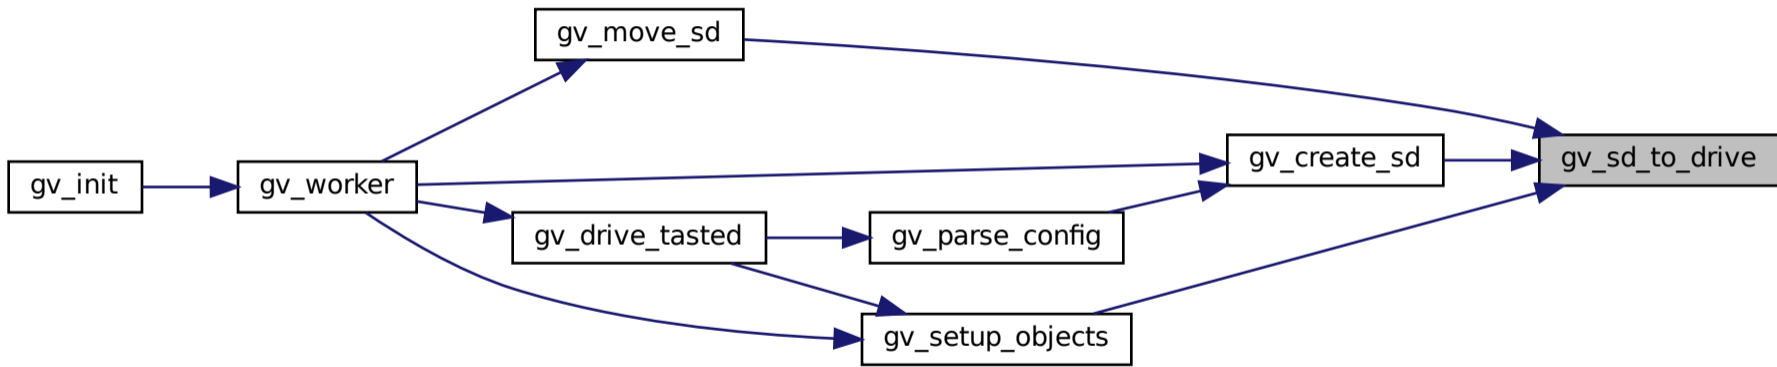 gv_move_sd
gv_create_sd
gv_sd_to_drive
gv_init
gv_worker
gv_drive_tasted
gv_parse_config
gv_setup_objects